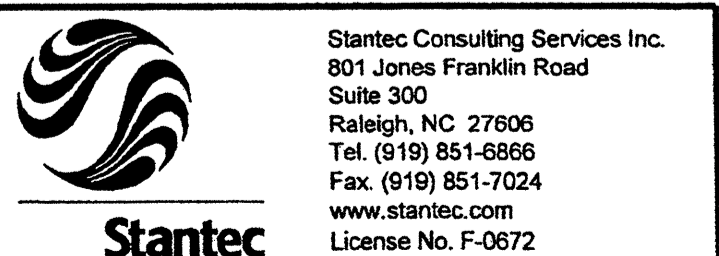 Stantec
Stantec Consulting Services Inc.
801 Jones Franklin Road
Suite 300
Raleigh, NC 27606
Tel. (919) 851-6866
Fax. (919) 851-7024
www.stantec.com
License No. F-0672